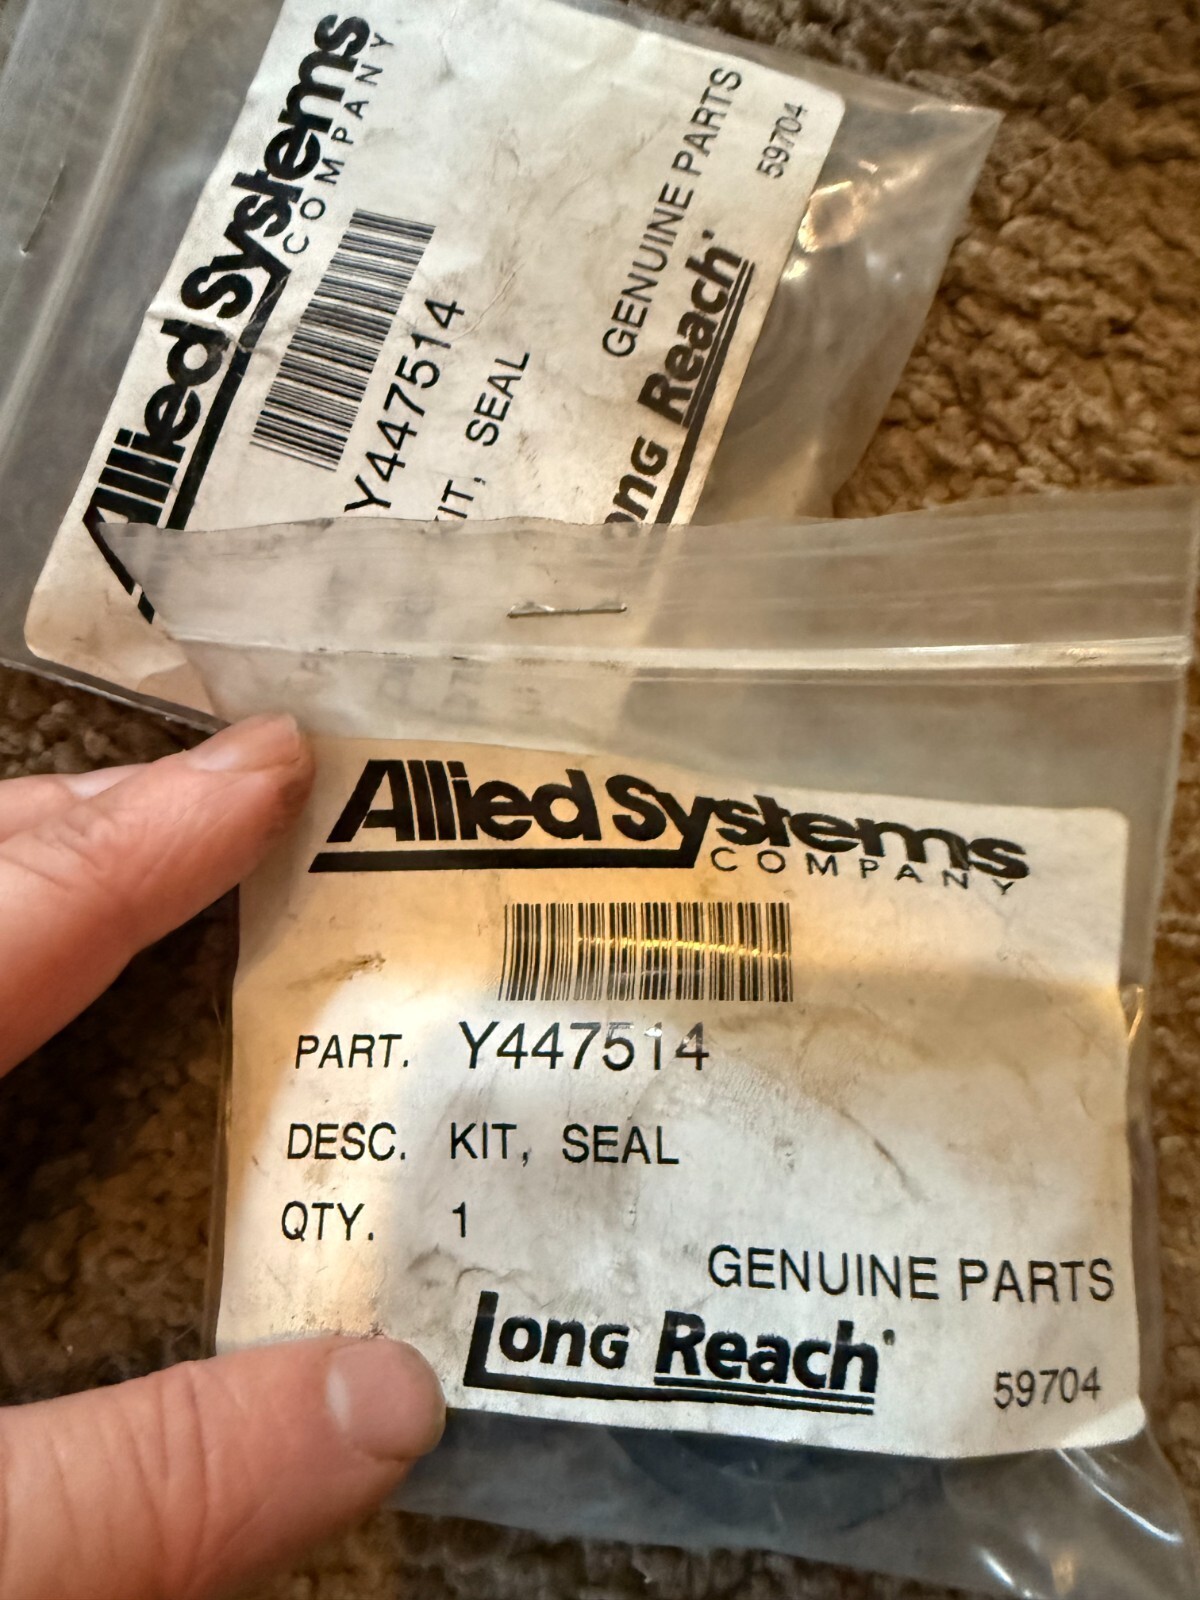 Allied Systems
COMPANY
Y447514
KIT, SEAL
GENUINE PARTS
Long Reach
59704
Allied Systems
COMPANY
PART. Y447514
DESC. KIT, SEAL
QTY. 1
GENUINE PARTS
Long Reach
59704